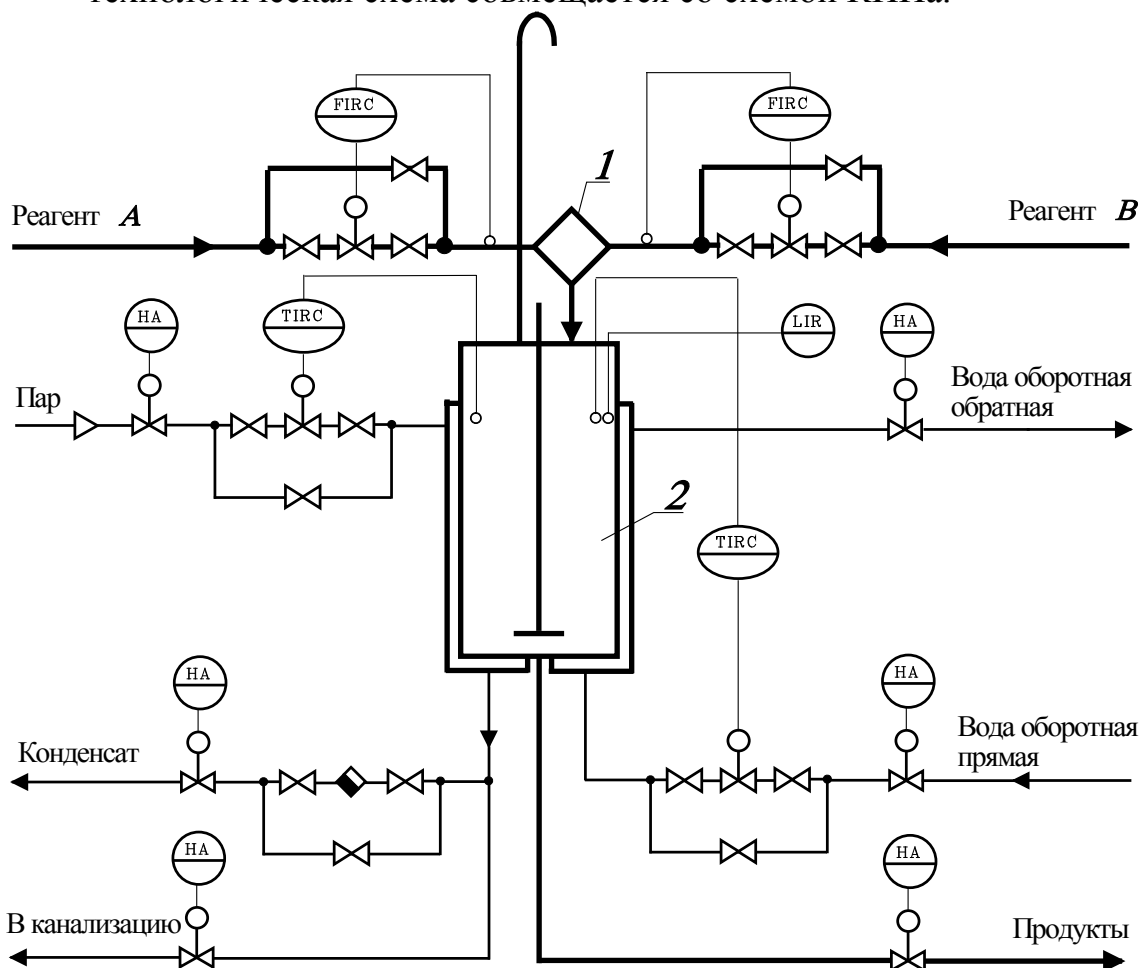 технологическая схема совмещается со схемой КИПа.
FIRC
FIRC
1
Реагент A
Реагент B
HA
TIRC
LIR
HA
Пар
Вода оборотная
обратная
2
TIRC
HA
HA
Конденсат
Вода оборотная
прямая
HA
HA
В канализацию
Продукты